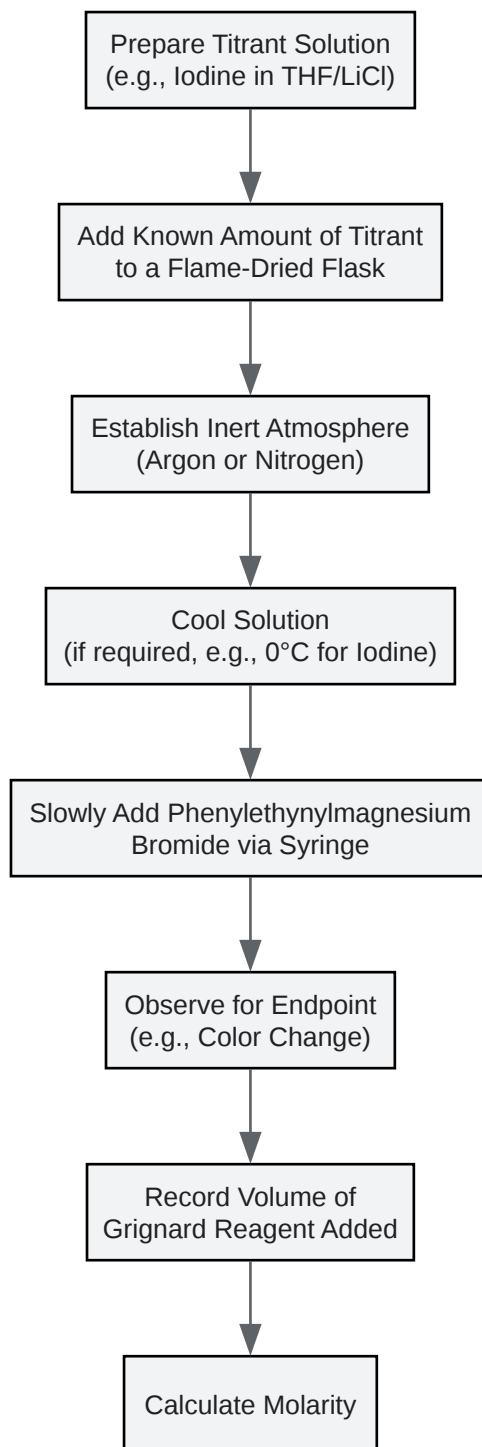 Prepare Titrant Solution
(e.g., Iodine in THF/LiCl)
Add Known Amount of Titrant
to a Flame-Dried Flask
Establish Inert Atmosphere
(Argon or Nitrogen)
Cool Solution
(if required, e.g., 0°C for Iodine)
Slowly Add Phenylethynylmagnesium
Bromide via Syringe
Observe for Endpoint
(e.g., Color Change)
Record Volume of
Grignard Reagent Added
Calculate Molarity